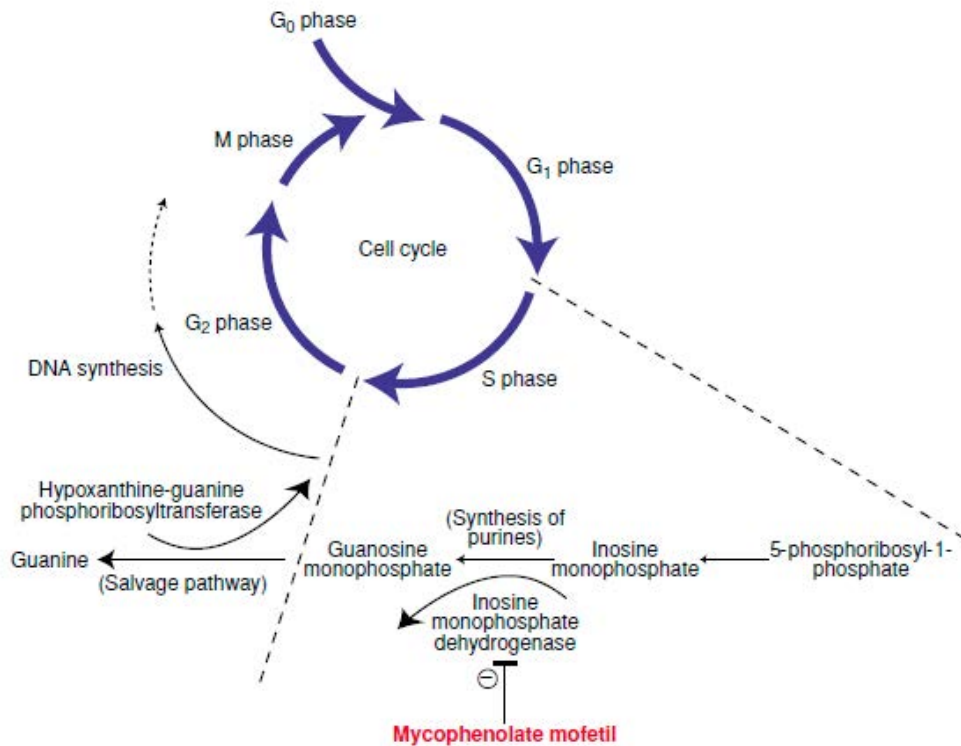 G0 phase
M phase
G1 phase
Cell cycle
G2 phase
S phase
DNA synthesis
Hypoxanthine-guanine
phosphoribosyltransferase
Guanine
(Salvage pathway)
(Synthesis of
purines)
Guanosine
monophosphate
Inosine
monophosphate
5-phosphoribosyl-1-
phosphate
Inosine
monophosphate
dehydrogenase
−
Mycophenolate mofetil